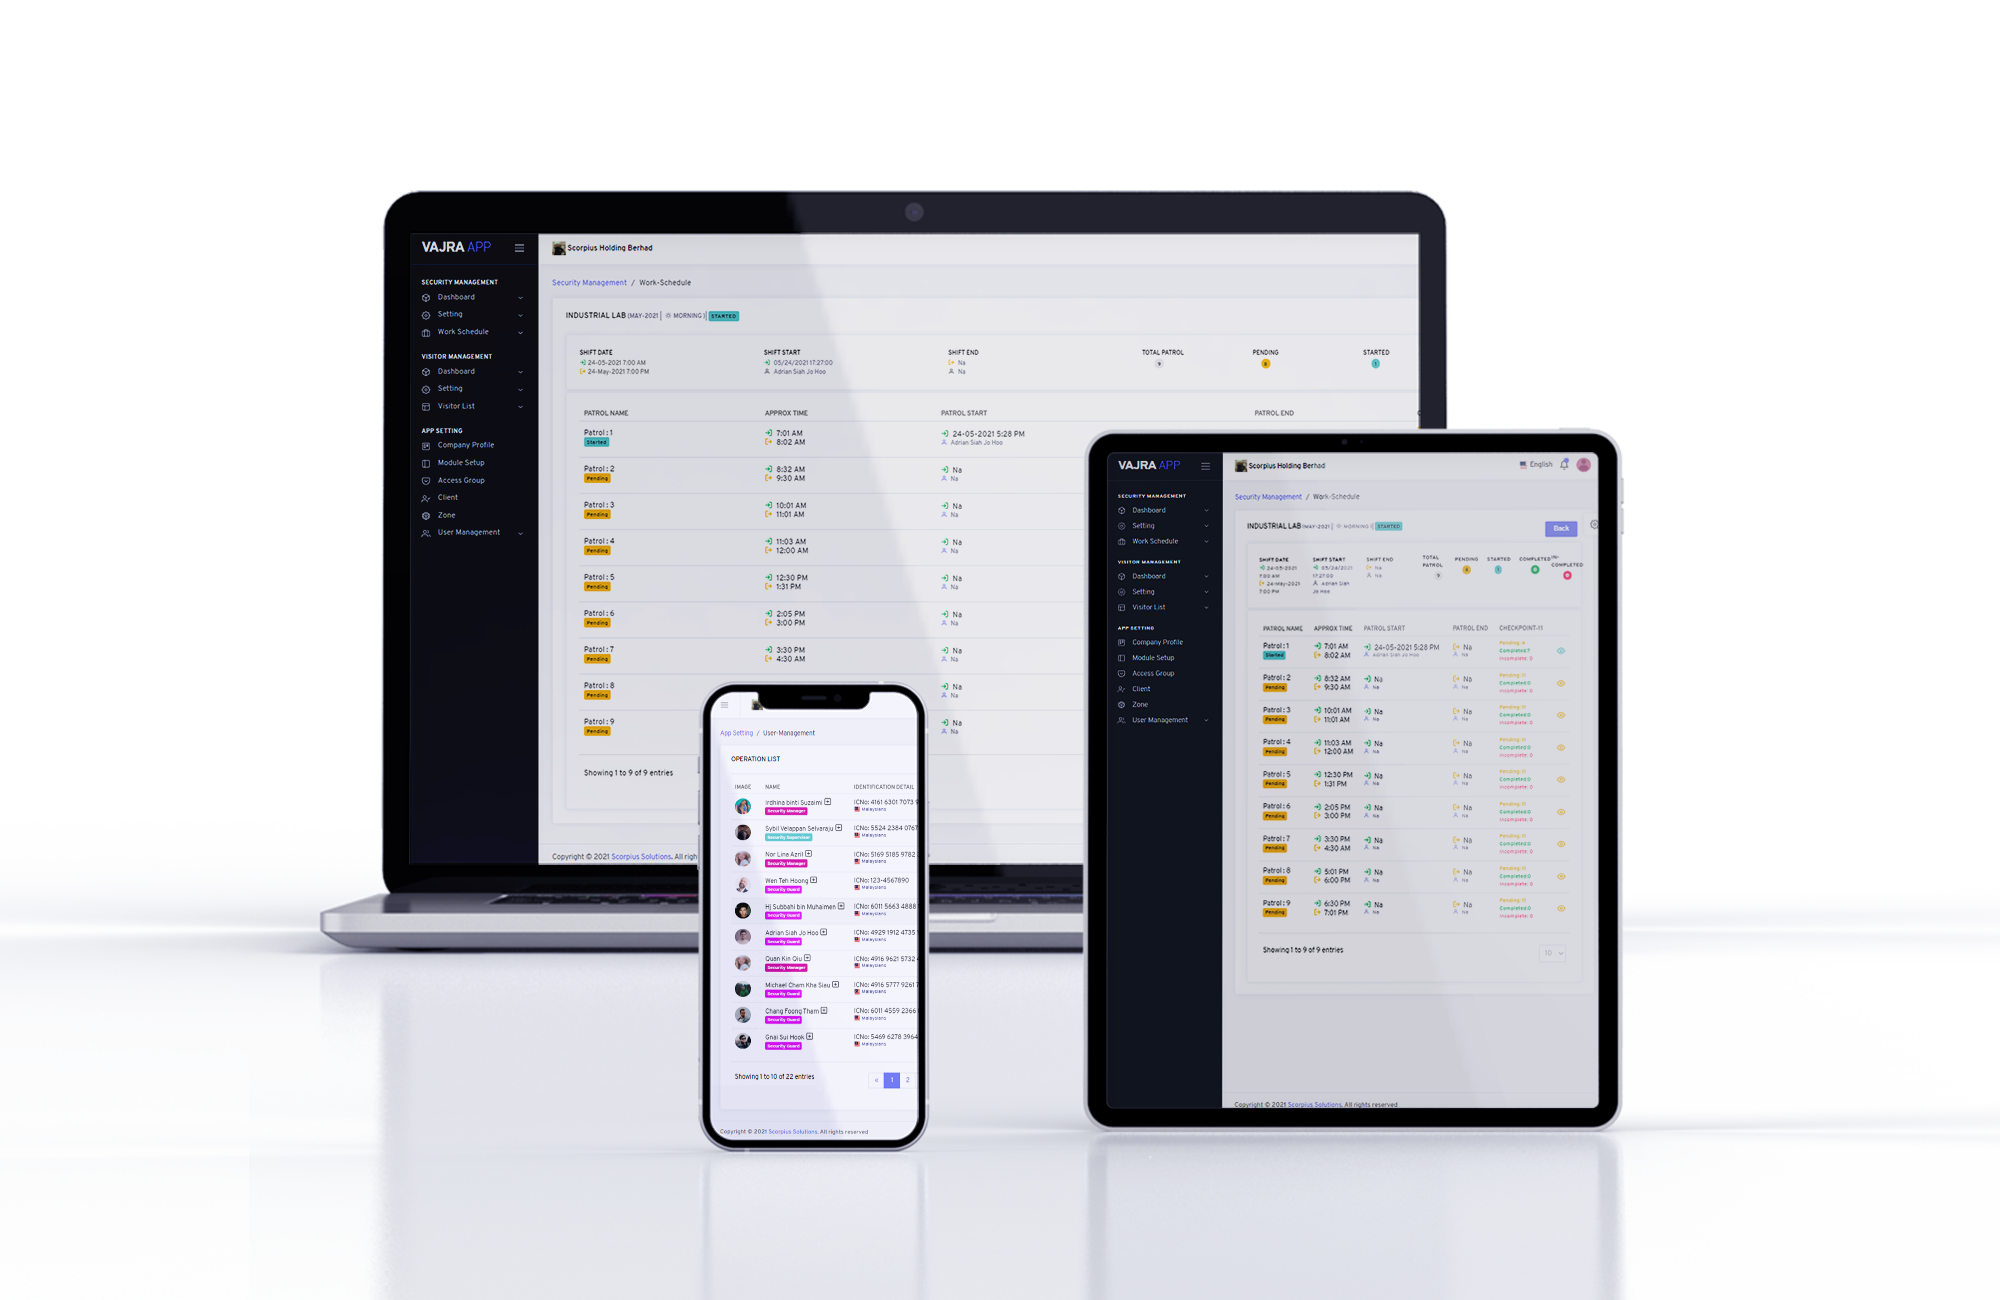 VAJRA APP
SECURITY MANAGEMENT
Dashboard
Setting
Work Schedule
VISITOR MANAGEMENT
Dashboard
Setting
Visitor List
APP SETTING
Company Profile
Module Setup
Access Group
Client
Zone
User Management
Scorpius Holding Berhad
Security Management / Work-Schedule
INDUSTRIAL LAB (MAY-2021 | MORNING ) STARTED
SHIFT DATE SHIFT START SHIFT END TOTAL PATROL PENDING STARTED
24-05-2021 7:00 AM 05/24/2021 17:27:00 Na 9 8 1
24-May-2021 7:00 PM Adrian Siah Jo Hoo Na
PATROL NAME APPROX TIME PATROL START PATROL END
Patrol : 1 7:01 AM 24-05-2021 5:28 PM
Started 8:02 AM Adrian Siah Jo Hoo
Patrol : 2 8:32 AM Na
Pending 9:30 AM Na
Patrol : 3 10:01 AM Na
Pending 11:01 AM Na
Patrol : 4 11:03 AM Na
Pending 12:00 AM Na
Patrol : 5 12:30 PM Na
Pending 1:31 PM Na
Patrol : 6 2:05 PM Na
Pending 3:00 PM Na
Patrol : 7 3:30 PM Na
Pending 4:30 AM Na
Patrol : 8 Na
Pending Na
Patrol : 9 Na
Pending Na
Showing 1 to 9 of 9 entries
Copyright © 2021 Scorpius Solutions. All righ
App Setting / User-Management
OPERATION LIST
IMAGE NAME IDENTIFICATION DETAIL
Irdhina binti Suzaimi ICNo: 4161 6301 7073 9
Security Manager Malaysians
Sybil Velappan Selvaraju ICNo: 5524 2384 0767
Security Supervisor Malaysians
Nor Lina Azril ICNo: 5169 5185 9782
Security Manager Malaysians
Wen Teh Hoong ICNo: 123-4567890
Security Guard Malaysians
Hj Subbahi bin Muhaimen ICNo: 6011 5663 4888
Security Guard Malaysians
Adrian Siah Jo Hoo ICNo: 4929 1912 4735
Security Guard Malaysians
Quan Kin Qiu ICNo: 4916 9621 5732
Security Manager Malaysians
Michael Cham Kha Siau ICNo: 4916 5777 9261
Security Guard Malaysians
Chang Foong Tham ICNo: 6011 4559 2366
Security Guard Malaysians
Gnai Sui Hook ICNo: 5469 6278 3964
Security Guard Malaysians
Showing 1 to 10 of 22 entries « 1 2
Copyright © 2021 Scorpius Solutions. All rights reserved
VAJRA APP
SECURITY MANAGEMENT
Dashboard
Setting
Work Schedule
VISITOR MANAGEMENT
Dashboard
Setting
Visitor List
APP SETTING
Company Profile
Module Setup
Access Group
Client
Zone
User Management
Scorpius Holding Berhad English
Security Management / Work-Schedule
INDUSTRIAL LAB (MAY-2021 | MORNING ) STARTED Back
SHIFT DATE SHIFT START SHIFT END TOTAL PATROL PENDING STARTED COMPLETED COMPLETED
24-05-2021 7:00 AM 05/24/2021 17:27:00 Na 9 8 1 0 0
24-May-2021 7:00 PM Adrian Siah Jo Hoo Na
PATROL NAME APPROX TIME PATROL START PATROL END CHECKPOINT-11
Patrol : 1 7:01 AM 24-05-2021 5:28 PM Na Pending: 4
Started 8:02 AM Adrian Siah Jo Hoo Na Completed:7
Incomplete: 0
Patrol : 2 8:32 AM Na Na Pending: 11
Pending 9:30 AM Na Na Completed:0
Incomplete: 0
Patrol : 3 10:01 AM Na Na Pending: 11
Pending 11:01 AM Na Na Completed:0
Incomplete: 0
Patrol : 4 11:03 AM Na Na Pending: 11
Pending 12:00 AM Na Na Completed:0
Incomplete: 0
Patrol : 5 12:30 PM Na Na Pending: 11
Pending 1:31 PM Na Na Completed:0
Incomplete: 0
Patrol : 6 2:05 PM Na Na Pending: 11
Pending 3:00 PM Na Na Completed:0
Incomplete: 0
Patrol : 7 3:30 PM Na Na Pending: 11
Pending 4:30 AM Na Na Completed:0
Incomplete: 0
Patrol : 8 5:01 PM Na Na Pending: 11
Pending 6:00 PM Na Na Completed:0
Incomplete: 0
Patrol : 9 6:30 PM Na Na Pending: 11
Pending 7:01 PM Na Na Completed:0
Incomplete: 0
Showing 1 to 9 of 9 entries 10
Copyright © 2021 Scorpius Solutions. All rights reserved